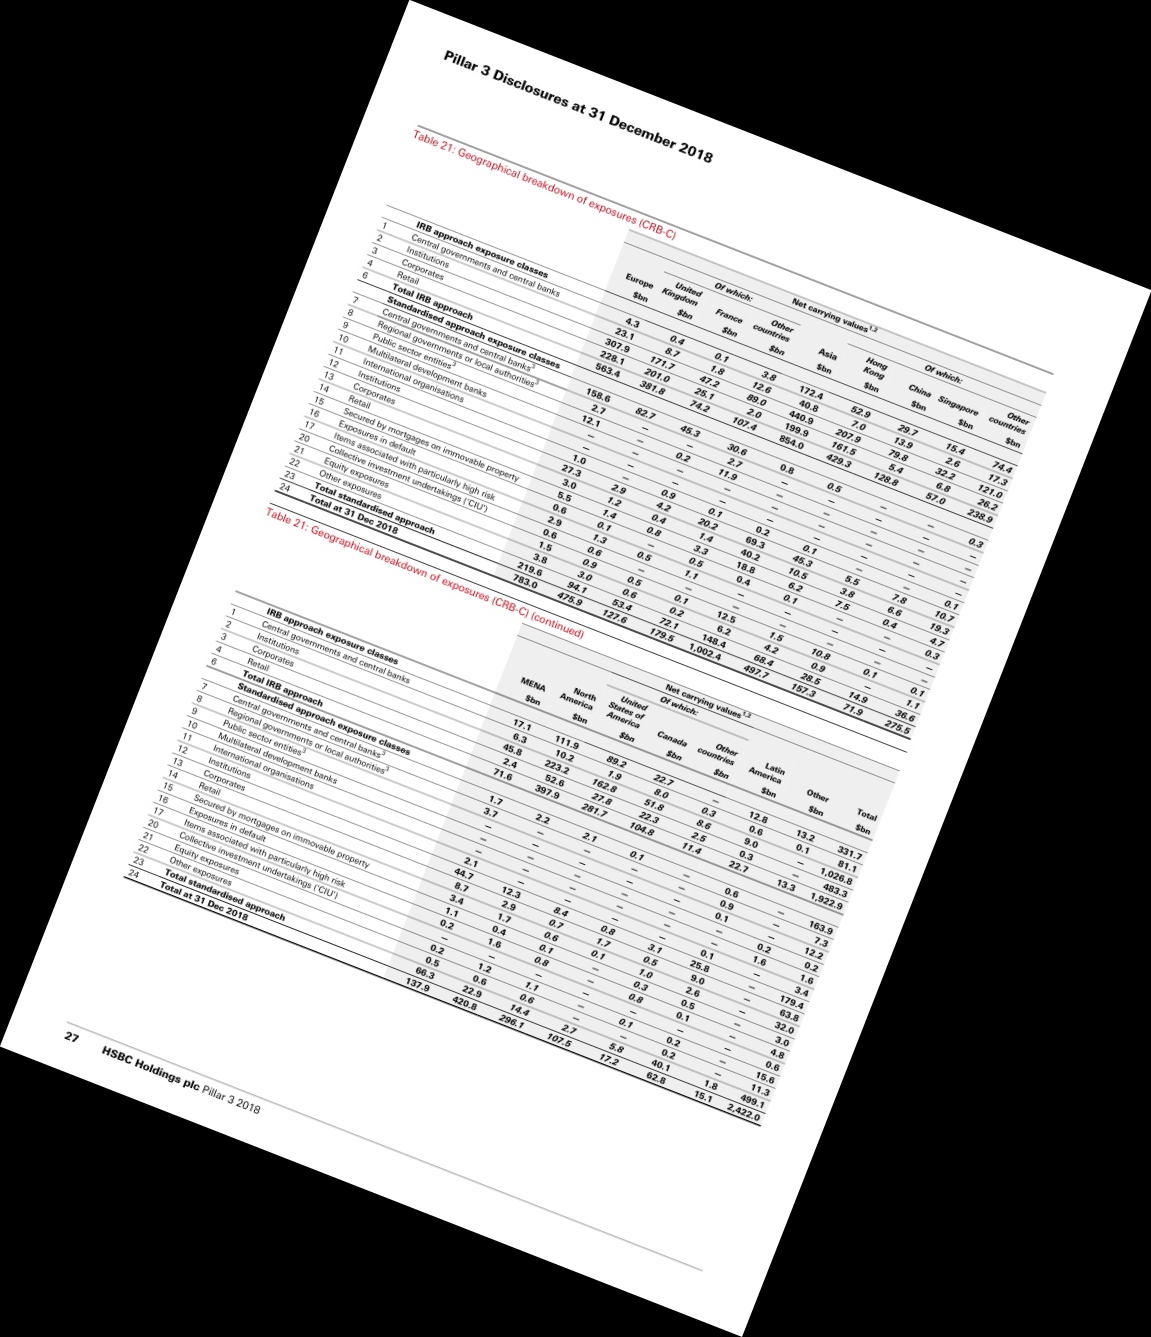 Pillar 3 Disclosures at 31 December 2018
Table 21: Geographical breakdown of exposures (CRB-C)
Net carrying values1,2
Of which: Of which:
Europe United Kingdom France Other countries Asia Hong Kong China Singapore Other countries
$bn $bn $bn $bn $bn $bn $bn $bn $bn
IRB approach exposure classes
1 Central governments and central banks 4.3 0.4 0.1 3.8 172.4 52.9 29.7 15.4 74.4
2 Institutions 23.1 8.7 1.8 12.6 40.8 7.0 13.9 2.6 17.3
3 Corporates 307.9 171.7 47.2 89.0 440.9 207.9 79.8 32.2 121.0
4 Retail 228.1 201.0 25.1 2.0 199.9 161.5 5.4 6.8 26.2
6 Total IRB approach 563.4 381.8 74.2 107.4 854.0 429.3 128.8 57.0 238.9
Standardised approach exposure classes
7 Central governments and central banks3 158.6 82.7 45.3 30.6 0.8 0.5 – – 0.3
8 Regional governments or local authorities3 2.7 – – 2.7 – – – – –
9 Public sector entities3 12.1 – 0.2 11.9 – – – – –
10 Multilateral development banks – – – – – – – – –
11 International organisations – – – – – – – – –
12 Institutions 1.0 – 0.9 0.1 0.2 0.1 – – 0.1
13 Corporates 27.3 2.9 4.2 20.2 69.3 45.3 5.5 7.8 10.7
14 Retail 3.0 1.2 0.4 1.4 40.2 10.5 3.8 6.6 19.3
15 Secured by mortgages on immovable property 5.5 1.4 0.8 3.3 18.8 6.2 7.5 0.4 4.7
16 Exposures in default 0.6 0.1 – 0.5 0.4 0.1 – – 0.3
17 Items associated with particularly high risk 2.9 1.3 0.5 1.1 – – – – –
20 Collective investment undertakings ('CIU') 0.6 0.6 – – – – – – –
21 Equity exposures 1.5 0.9 0.5 0.1 12.5 1.5 10.8 0.1 0.1
22 Other exposures 3.8 3.0 0.6 0.2 6.2 4.2 0.9 – 1.1
23 Total standardised approach 219.6 94.1 53.4 72.1 148.4 68.4 28.5 14.9 36.6
24 Total at 31 Dec 2018 783.0 475.9 127.6 179.5 1,002.4 497.7 157.3 71.9 275.5
Table 21: Geographical breakdown of exposures (CRB-C) (continued)
Net carrying values1,2
Of which:
MENA North America United States of America Canada Other countries Latin America Other Total
$bn $bn $bn $bn $bn $bn $bn $bn
IRB approach exposure classes
1 Central governments and central banks 17.1 111.9 89.2 22.7 – 12.8 13.2 331.7
2 Institutions 6.3 10.2 1.9 8.0 0.3 0.6 0.1 81.1
3 Corporates 45.8 223.2 162.8 51.8 8.6 9.0 – 1,026.8
4 Retail 2.4 52.6 27.8 22.3 2.5 0.3 – 483.3
6 Total IRB approach 71.6 397.9 281.7 104.8 11.4 22.7 13.3 1,922.9
Standardised approach exposure classes
7 Central governments and central banks3 1.7 2.2 2.1 0.1 – 0.6 – 163.9
8 Regional governments or local authorities3 3.7 – – – – 0.9 – 7.3
9 Public sector entities3 – – – – – 0.1 – 12.2
10 Multilateral development banks – – – – – – 0.2 0.2
11 International organisations – – – – – – 1.6 1.6
12 Institutions 2.1 – – – – 0.1 – 3.4
13 Corporates 44.7 12.3 8.4 0.8 3.1 25.8 – 179.4
14 Retail 8.7 2.9 0.7 1.7 0.5 9.0 – 63.8
15 Secured by mortgages on immovable property 3.4 1.7 0.6 0.1 1.0 2.6 – 32.0
16 Exposures in default 1.1 0.4 0.1 – 0.3 0.5 – 3.0
17 Items associated with particularly high risk 0.2 1.6 0.8 – 0.8 0.1 – 4.8
20 Collective investment undertakings ('CIU') – – – – – – – 0.6
21 Equity exposures 0.2 1.2 1.1 – 0.1 0.2 – 15.6
22 Other exposures 0.5 0.6 0.6 – – 0.2 – 11.3
23 Total standardised approach 66.3 22.9 14.4 2.7 5.8 40.1 1.8 499.1
24 Total at 31 Dec 2018 137.9 420.8 296.1 107.5 17.2 62.8 15.1 2,422.0
27 HSBC Holdings plc Pillar 3 2018